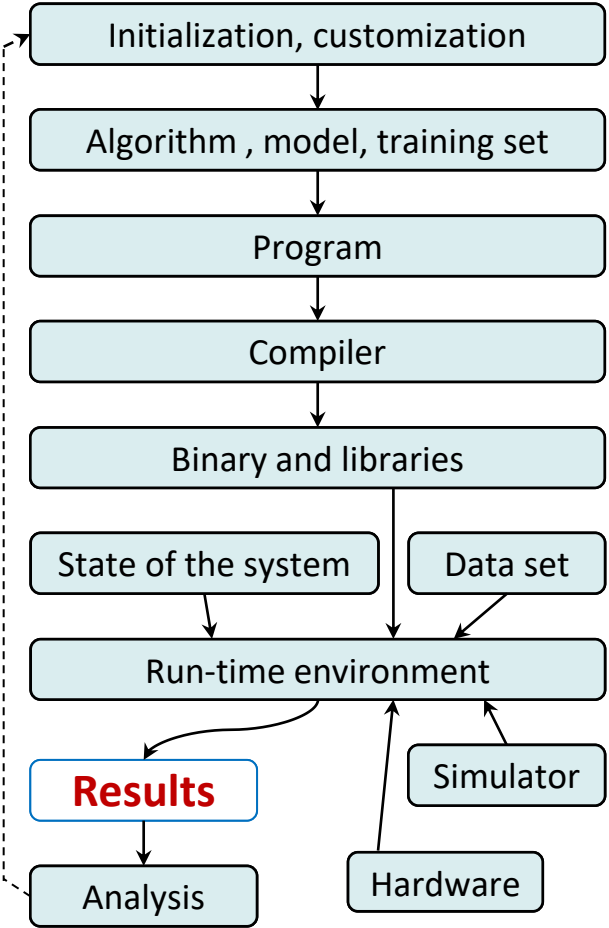 Initialization, customization
Algorithm , model, training set
Program
Compiler
Binary and libraries
State of the system
Data set
Run-time environment
Results
Simulator
Analysis
Hardware